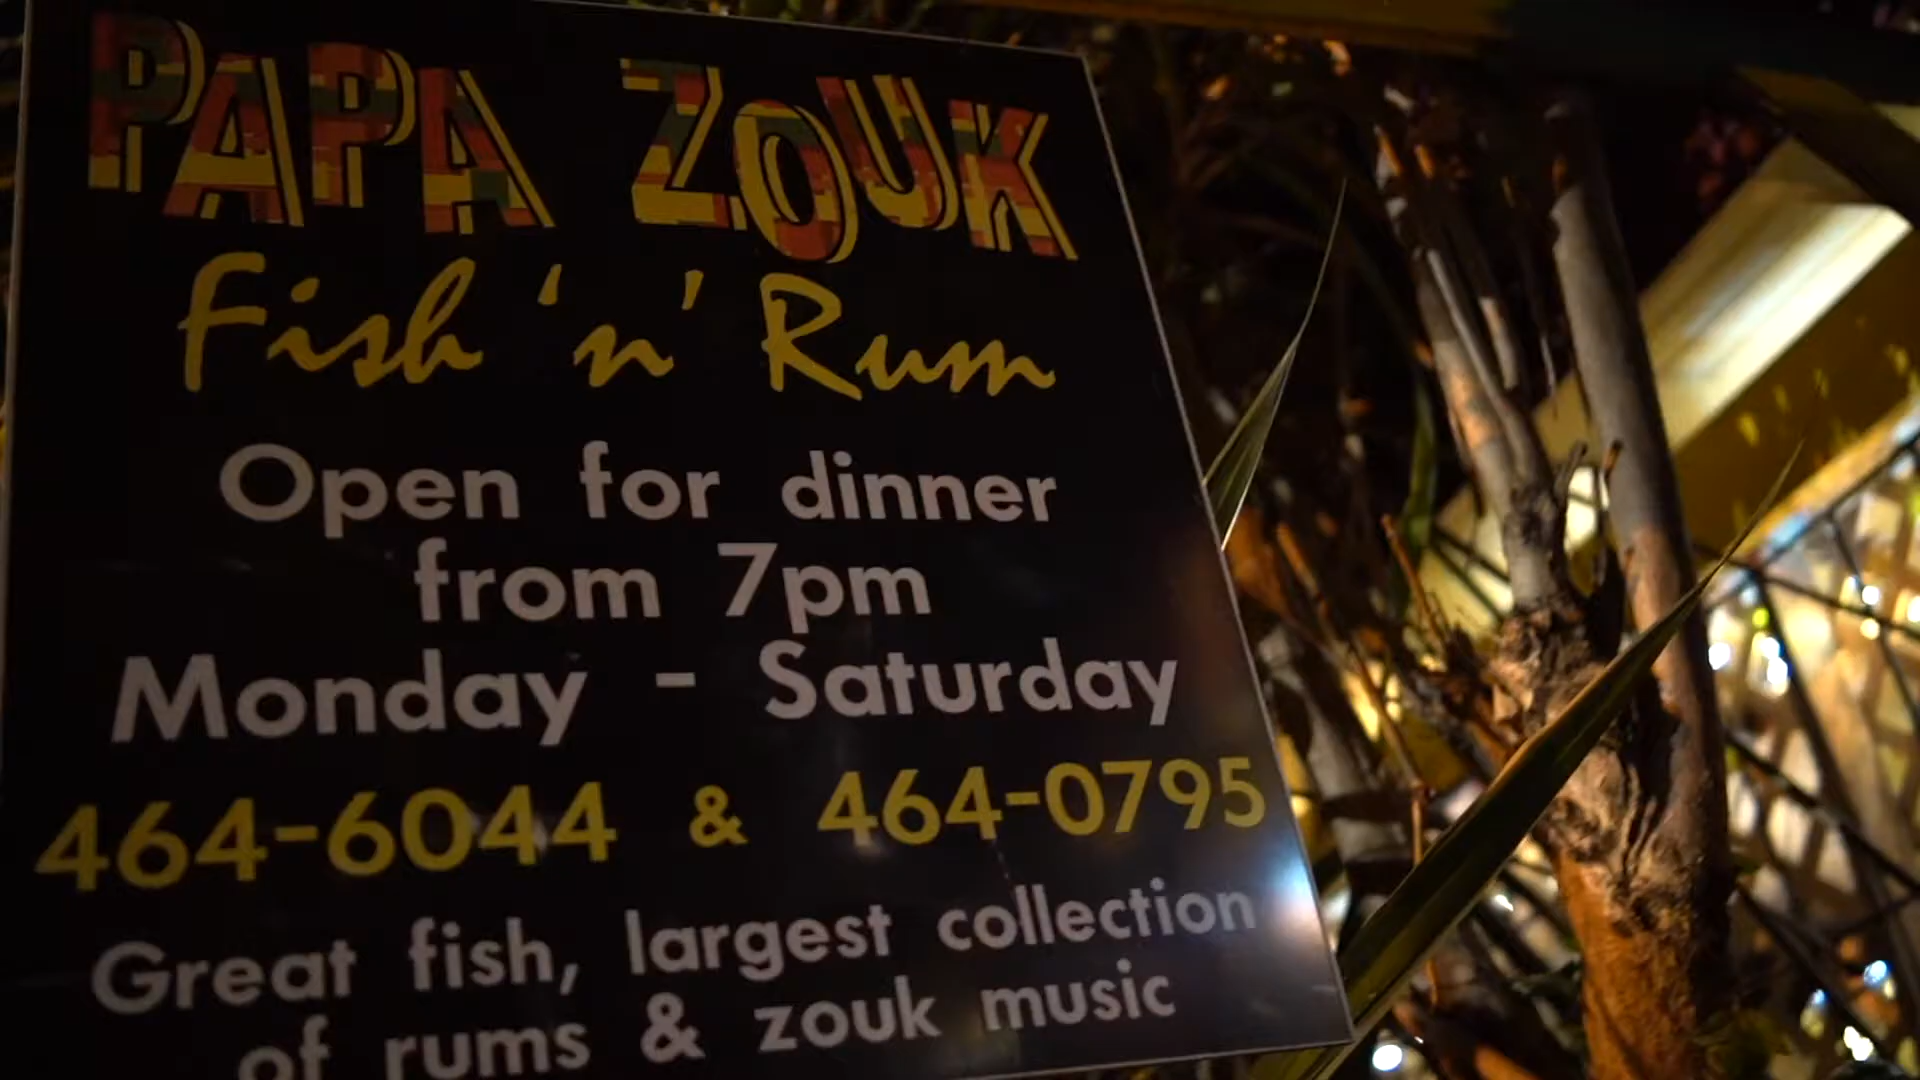 PAPA ZOUK
Fish 'n' Rum
Open for dinner
from 7pm
Monday - Saturday
464-6044 & 464-0795
Great fish, largest collection
of rums & zouk music